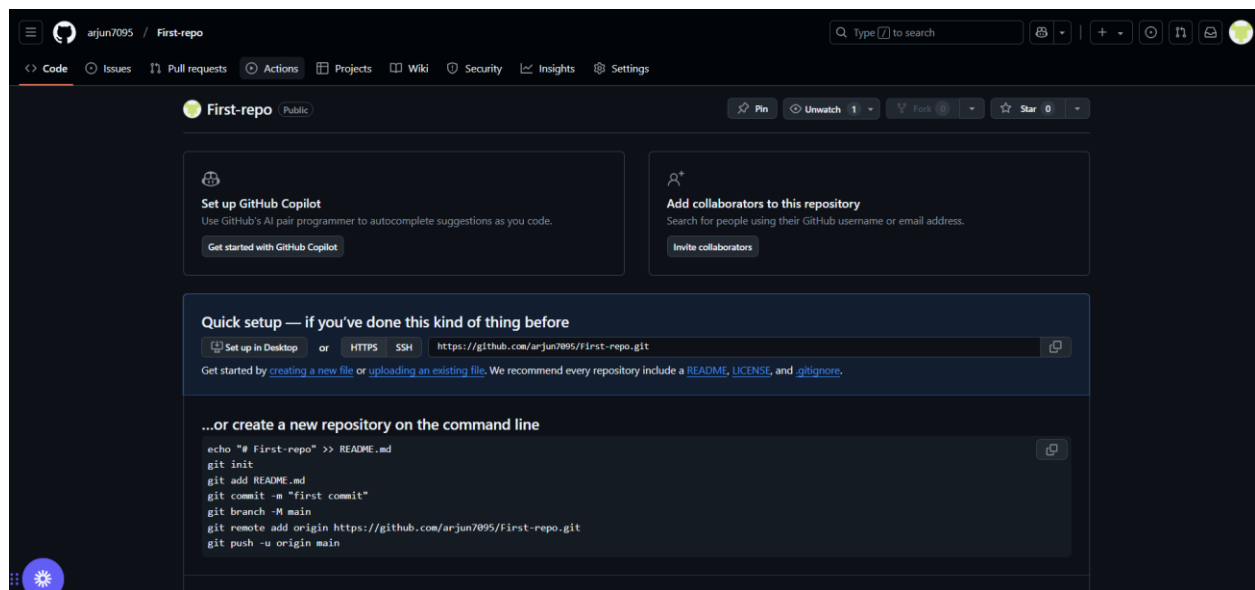 arjun7095 / First-repo
Type / to search
Code Issues Pull requests Actions Projects Wiki Security Insights Settings
First-repo Public
Pin Unwatch 1 Fork 0 Star 0
Set up GitHub Copilot
Use GitHub's AI pair programmer to autocomplete suggestions as you code.
Get started with GitHub Copilot
Add collaborators to this repository
Search for people using their GitHub username or email address.
Invite collaborators
Quick setup — if you've done this kind of thing before
Set up in Desktop or HTTPS SSH https://github.com/arjun7095/First-repo.git
Get started by creating a new file or uploading an existing file. We recommend every repository include a README, LICENSE, and .gitignore.
...or create a new repository on the command line
echo "# First-repo" >> README.md
git init
git add README.md
git commit -m "first commit"
git branch -M main
git remote add origin https://github.com/arjun7095/First-repo.git
git push -u origin main